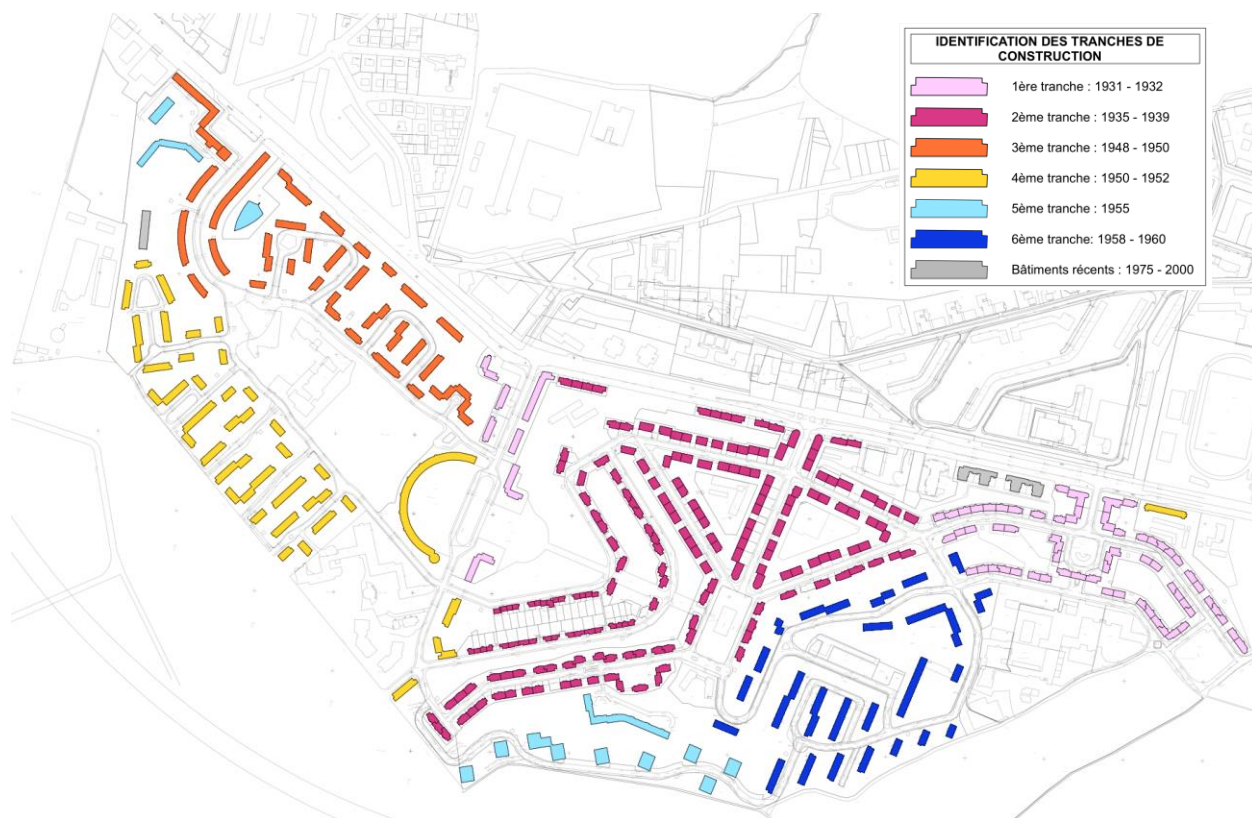 IDENTIFICATION DES TRANCHES DE
CONSTRUCTION
1ère tranche : 1931 - 1932
2ème tranche : 1935 - 1939
3ème tranche : 1948 - 1950
4ème tranche : 1950 - 1952
5ème tranche : 1955
6ème tranche: 1958 - 1960
Bâtiments récents : 1975 - 2000